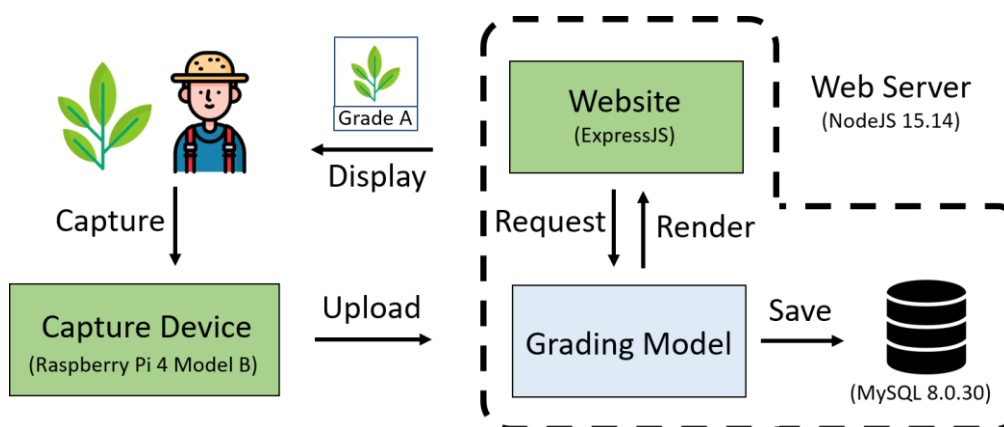 Grade A
Display
Website
(ExpressJS)
Web Server
(NodeJS 15.14)
Capture
Request
Render
Capture Device
(Raspberry Pi 4 Model B)
Upload
Grading Model
Save
(MySQL 8.0.30)